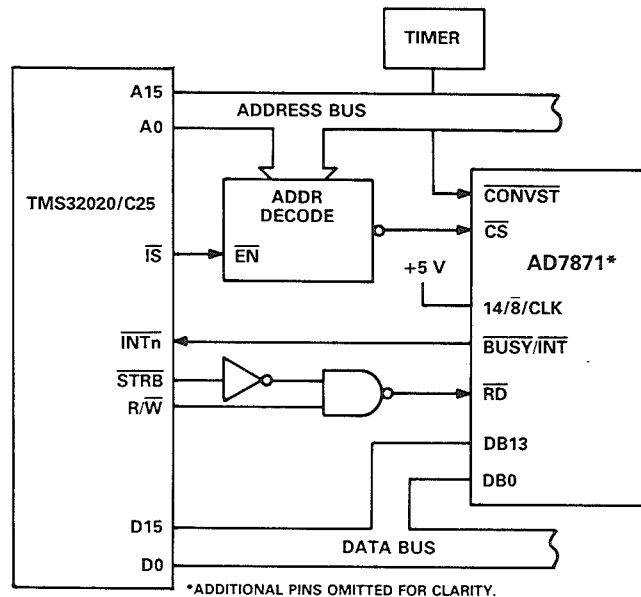 TIMER
A15
ADDRESS BUS
A0
TMS32020/C25
ADDR
DECODE
CONVST
CS
IS
EN
+5 V
AD7871*
14/8/CLK
INTn
BUSY/INT
STRB
R/W
RD
DB13
DB0
D15
DATA BUS
D0
*ADDITIONAL PINS OMITTED FOR CLARITY.